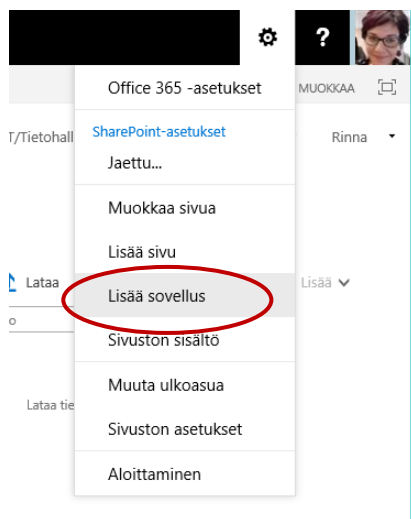 ?
Office 365 -asetukset
MUOKKAA
T/Tietohall
SharePoint-asetukset
Rinna
Jaettu...
Muokkaa sivua
Lisää sivu
Lataa
Lisää sovellus
Lisää
o
Sivuston sisältö
Muuta ulkoasua
Lataa tie
Sivuston asetukset
Aloittaminen